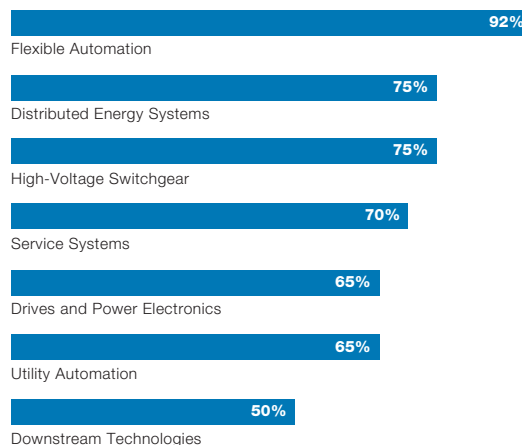 92%
Flexible Automation
75%
Distributed Energy Systems
75%
High-Voltage Switchgear
70%
Service Systems
65%
Drives and Power Electronics
65%
Utility Automation
50%
Downstream Technologies